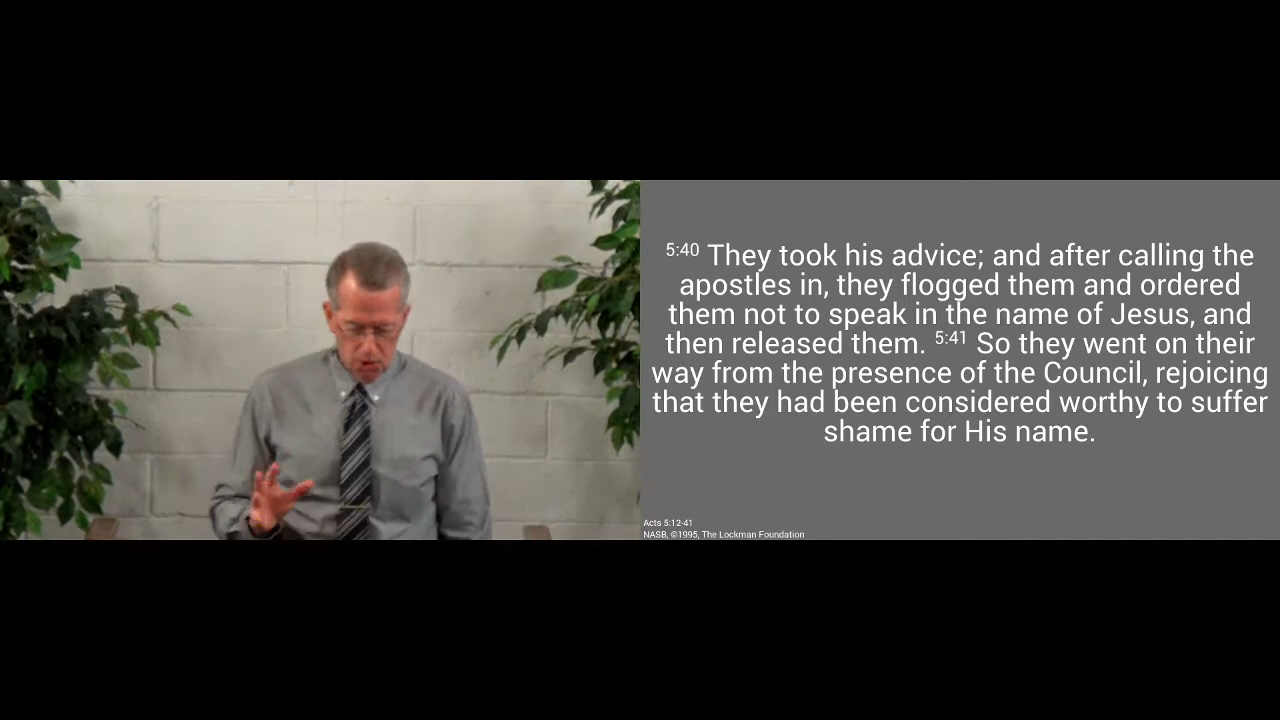 5:40 They took his advice; and after calling the
apostles in, they flogged them and ordered
them not to speak in the name of Jesus, and
then released them. 5:41 So they went on their
way from the presence of the Council, rejoicing
that they had been considered worthy to suffer
shame for His name.
Acts 5:12-41
NASB, ©1995, The Lockman Foundation